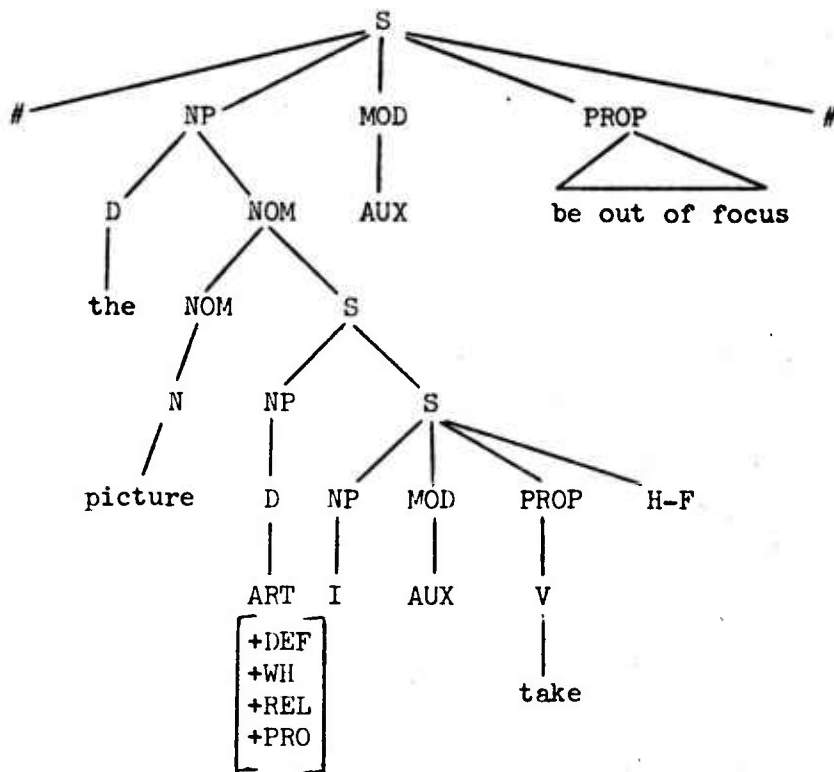 S
# NP MOD PROP #
D NOM AUX be out of focus
the NOM S
N NP S
picture D NP MOD PROP H-F
ART I AUX V
+DEF
+WH
+REL
+PRO
take